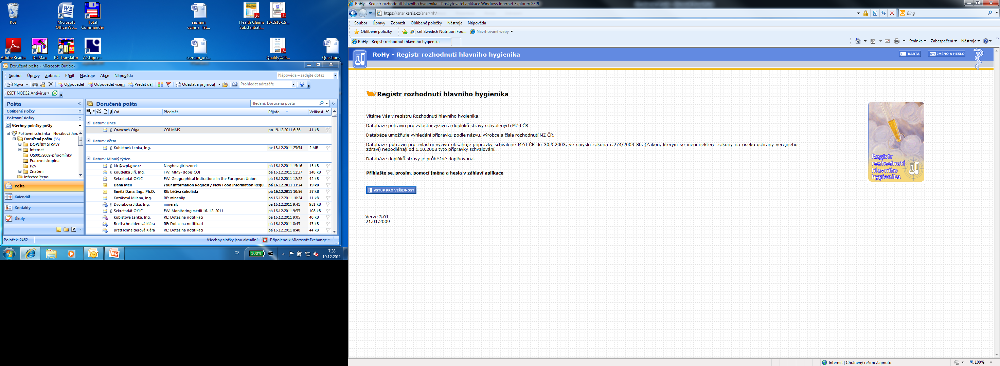 Koš
Microsoft Office Wo...
Total Commander
seznam ucinne lat...
Health Claims Substantiati...
10-5910-59...
Adobe Reader
DicMan
PC Translator
Zástupce -
seznam_uci...
Quality%20...
Questions
Doručená pošta - Microsoft Outlook
Soubor Úpravy Zobrazit Přejít Nástroje Akce Nápověda
Nápověda – zadejte dotaz
Nová Odpovědět Odpovědět všem Předat dál Odeslat a přijmout Prohledat adresáře
ESET NOD32 Antivirus
Pošta
Oblíbené složky
Poštovní složky
Všechny položky pošty
Poštovní schránka - Nováková Jana
Doručená pošta (35)
DOPLŇKY STRAVY
Internet
OS001/2009-připomínky
Pracovní skupina
PZV
Značení
Infected Items
Pošta
Kalendář
Kontakty
Úkoly
Doručená pošta
Hledání: Doručená pošta
Od Předmět Přijato Velikost
Datum: Dnes
Oravcová Olga COI MMS po 19.12.2011 6:56 41 kB
Datum: Včera
Kubistová Lenka, Ing. ne 18.12.2011 23:34 2 MB
Datum: Minulý týden
klc@szpi.gov.cz Nevyhovujici vzorek pá 16.12.2011 15:16 15 kB
Koudelka Jiří, Ing. FW: MMS- dopis ČOI pá 16.12.2011 12:37 148 kB
Sekretariát OKLC FW: Geographical Indications in the European Union pá 16.12.2011 12:22 42 kB
Dana Mell Your Information Request / New Food Information Regu... pá 16.12.2011 11:24 19 kB
Smělá Dana, Ing., Ph.D. RE: Léčivá čokoláda pá 16.12.2011 10:56 37 kB
Kozáková Milena, Ing. RE: minerály pá 16.12.2011 10:24 11 kB
Dvořáková Jitka, Ing. minerály pá 16.12.2011 9:41 951 kB
Sekretariát OKLC FW: Monitoring médií 16. 12. 2011 pá 16.12.2011 9:33 108 kB
Kubistová Lenka, Ing. RE: Dotaz na notifikaci pá 16.12.2011 9:05 40 kB
Brettschneiderová Klára RE: Dotaz na notifikaci pá 16.12.2011 8:43 43 kB
Brettschneiderová Klára RE: Dotaz na notifikaci pá 16.12.2011 8:40 44 kB
Položek: 2462
Všechny složky jsou aktuální. Připojeno k Microsoft Exchange
CS 100% 7:38
19.12.2011
RoHy - Registr rozhodnutí hlavního hygienika - Poskytovatel aplikace Windows Internet Explorer: SZPI
https://snzr.ksrzis.cz/snzr/rrh/
Bing
Soubor Úpravy Zobrazit Oblíbené položky Nástroje Nápověda
Oblíbené položky snf Swedish Nutrition Fou... Navrhované weby
RoHy - Registr rozhodnutí hlavního hygienika
Stránka Zabezpečení Nástroje
RoHy - Registr rozhodnutí hlavního hygienika
KARTA
JMÉNO A HESLO
Registr rozhodnutí hlavního hygienika
Vítáme Vás v registru Rozhodnutí hlavního hygienika.
Databáze potravin pro zvláštní výživu a doplňků stravy schválených MZd ČR
Databáze umožňuje vyhledání přípravku podle názvu, výrobce a čísla rozhodnutí MZ ČR.
Databáze potravin pro zvláštní výživu obsahuje přípravky schválené MZd ČR do 30.9.2003, ve smyslu zákona č.274/2003 Sb. (Zákon, kterým se mění některé zákony na úseku ochrany veřejného
zdraví) nepodléhají od 1.10.2003 tyto přípravky schvalování.
Databáze doplňků stravy je průběžně doplňována.
Přihlašte se, prosím, pomocí jména a hesla v záhlaví aplikace
VSTUP PRO VEŘEJNOST
Verze 3.01
21.01.2009
Registr
rozhodnutí
hlavního
hygienika
Internet | Chráněný režim: Zapnuto
100%